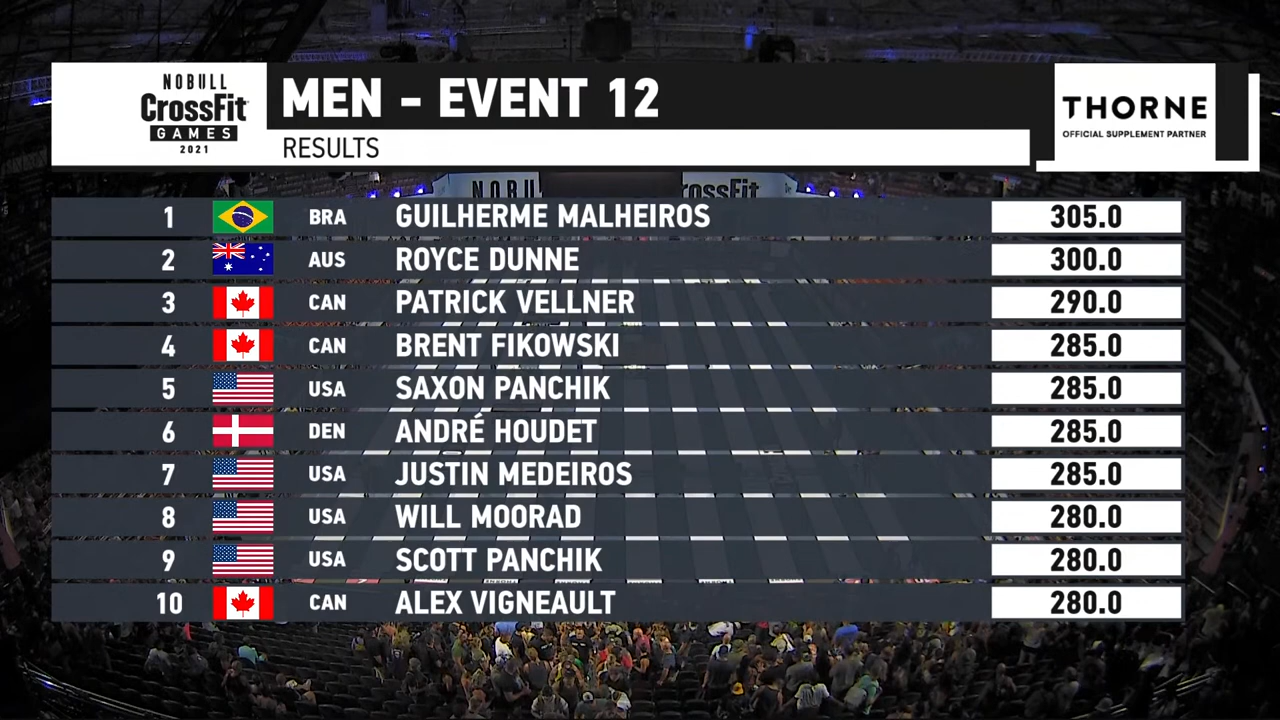 NOBULL
CrossFit
GAMES
2021
MEN - EVENT 12
RESULTS
THORNE
OFFICIAL SUPPLEMENT PARTNER
NOBU
rossFit
1 BRA GUILHERME MALHEIROS 305.0
2 AUS ROYCE DUNNE 300.0
3 CAN PATRICK VELLNER 290.0
4 CAN BRENT FIKOWSKI 285.0
5 USA SAXON PANCHIK 285.0
6 DEN ANDRÉ HOUDET 285.0
7 USA JUSTIN MEDEIROS 285.0
8 USA WILL MOORAD 280.0
9 USA SCOTT PANCHIK 280.0
10 CAN ALEX VIGNEAULT 280.0